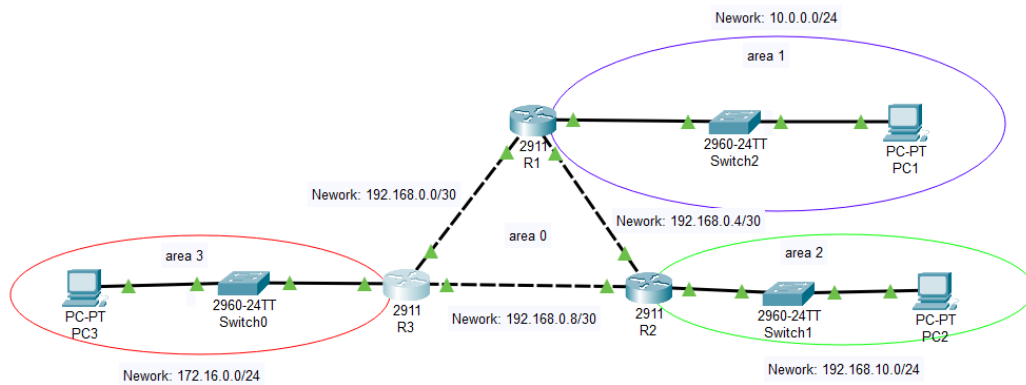 Nework: 10.0.0.0/24
area 1
2911
R1
2960-24TT
Switch2
PC-PT
PC1
Nework: 192.168.0.0/30
Nework: 192.168.0.4/30
area 0
area 3
area 2
PC-PT
PC3
2960-24TT
Switch0
2911
R3
Nework: 192.168.0.8/30
2911
R2
2960-24TT
Switch1
PC-PT
PC2
Nework: 172.16.0.0/24
Nework: 192.168.10.0/24